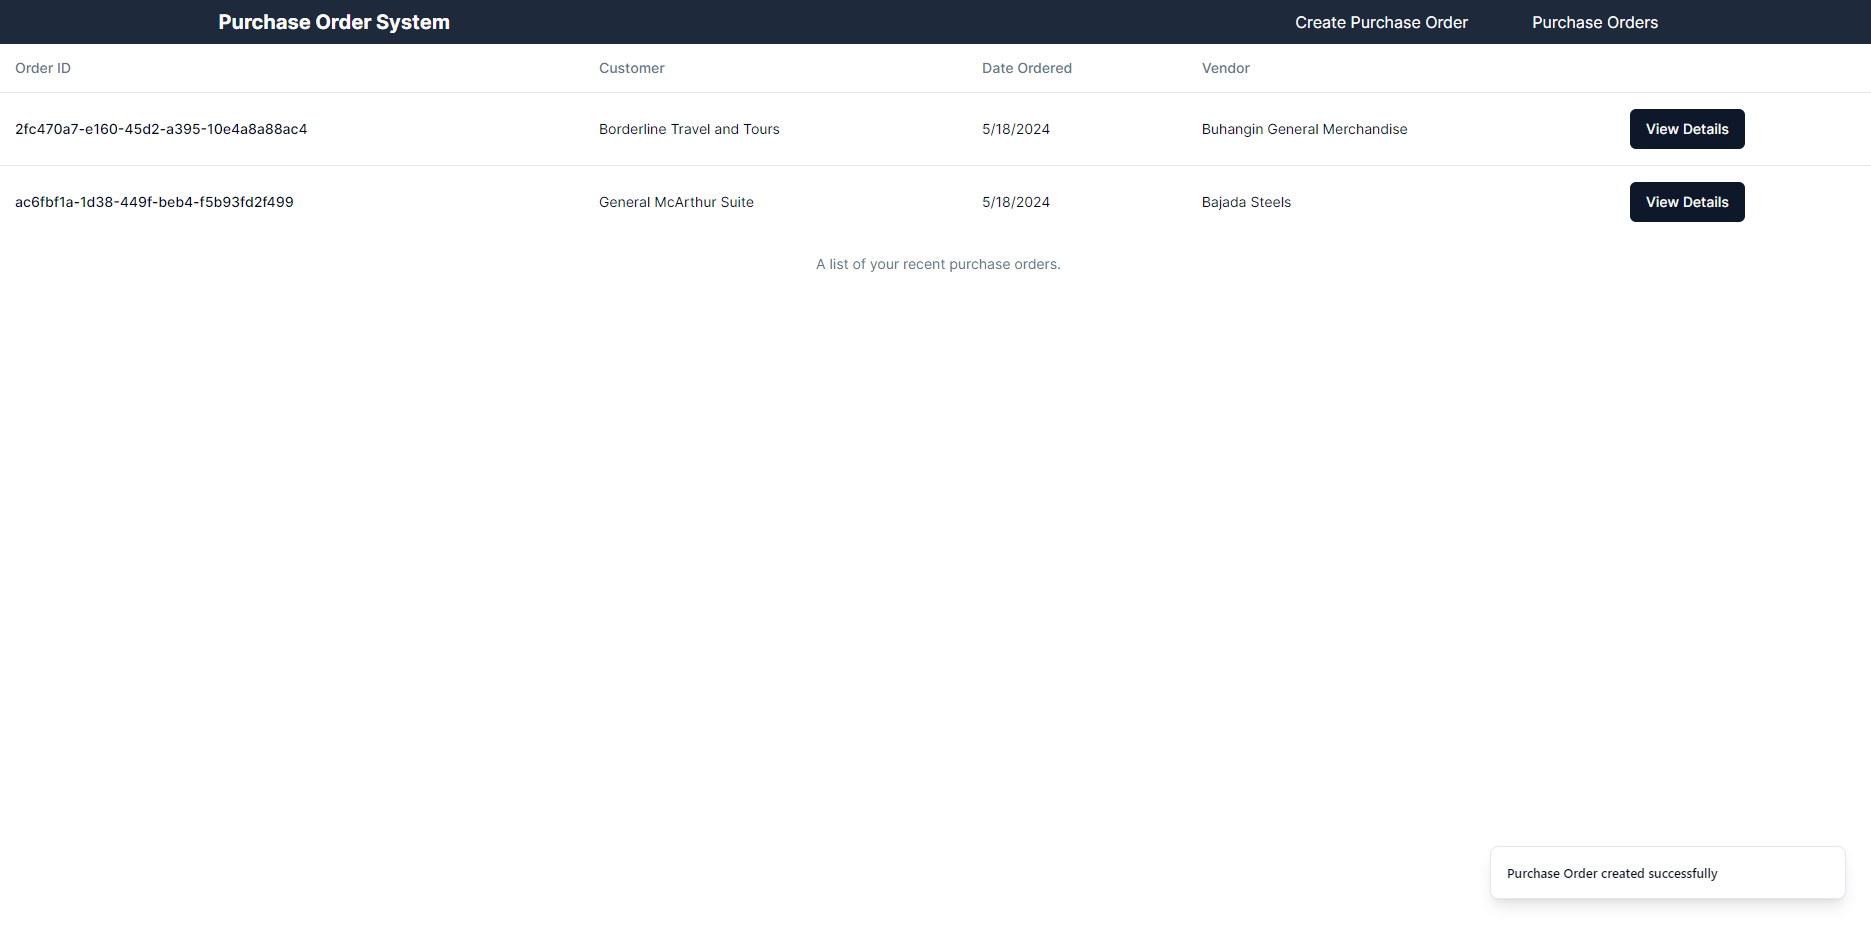 Purchase Order System Create Purchase Order Purchase Orders
Order ID Customer Date Ordered Vendor
2fc470a7-e160-45d2-a395-10e4a8a88ac4 Borderline Travel and Tours 5/18/2024 Buhangin General Merchandise View Details
ac6fbf1a-1d38-449f-beb4-f5b93fd2f499 General McArthur Suite 5/18/2024 Bajada Steels View Details
A list of your recent purchase orders.
Purchase Order created successfully